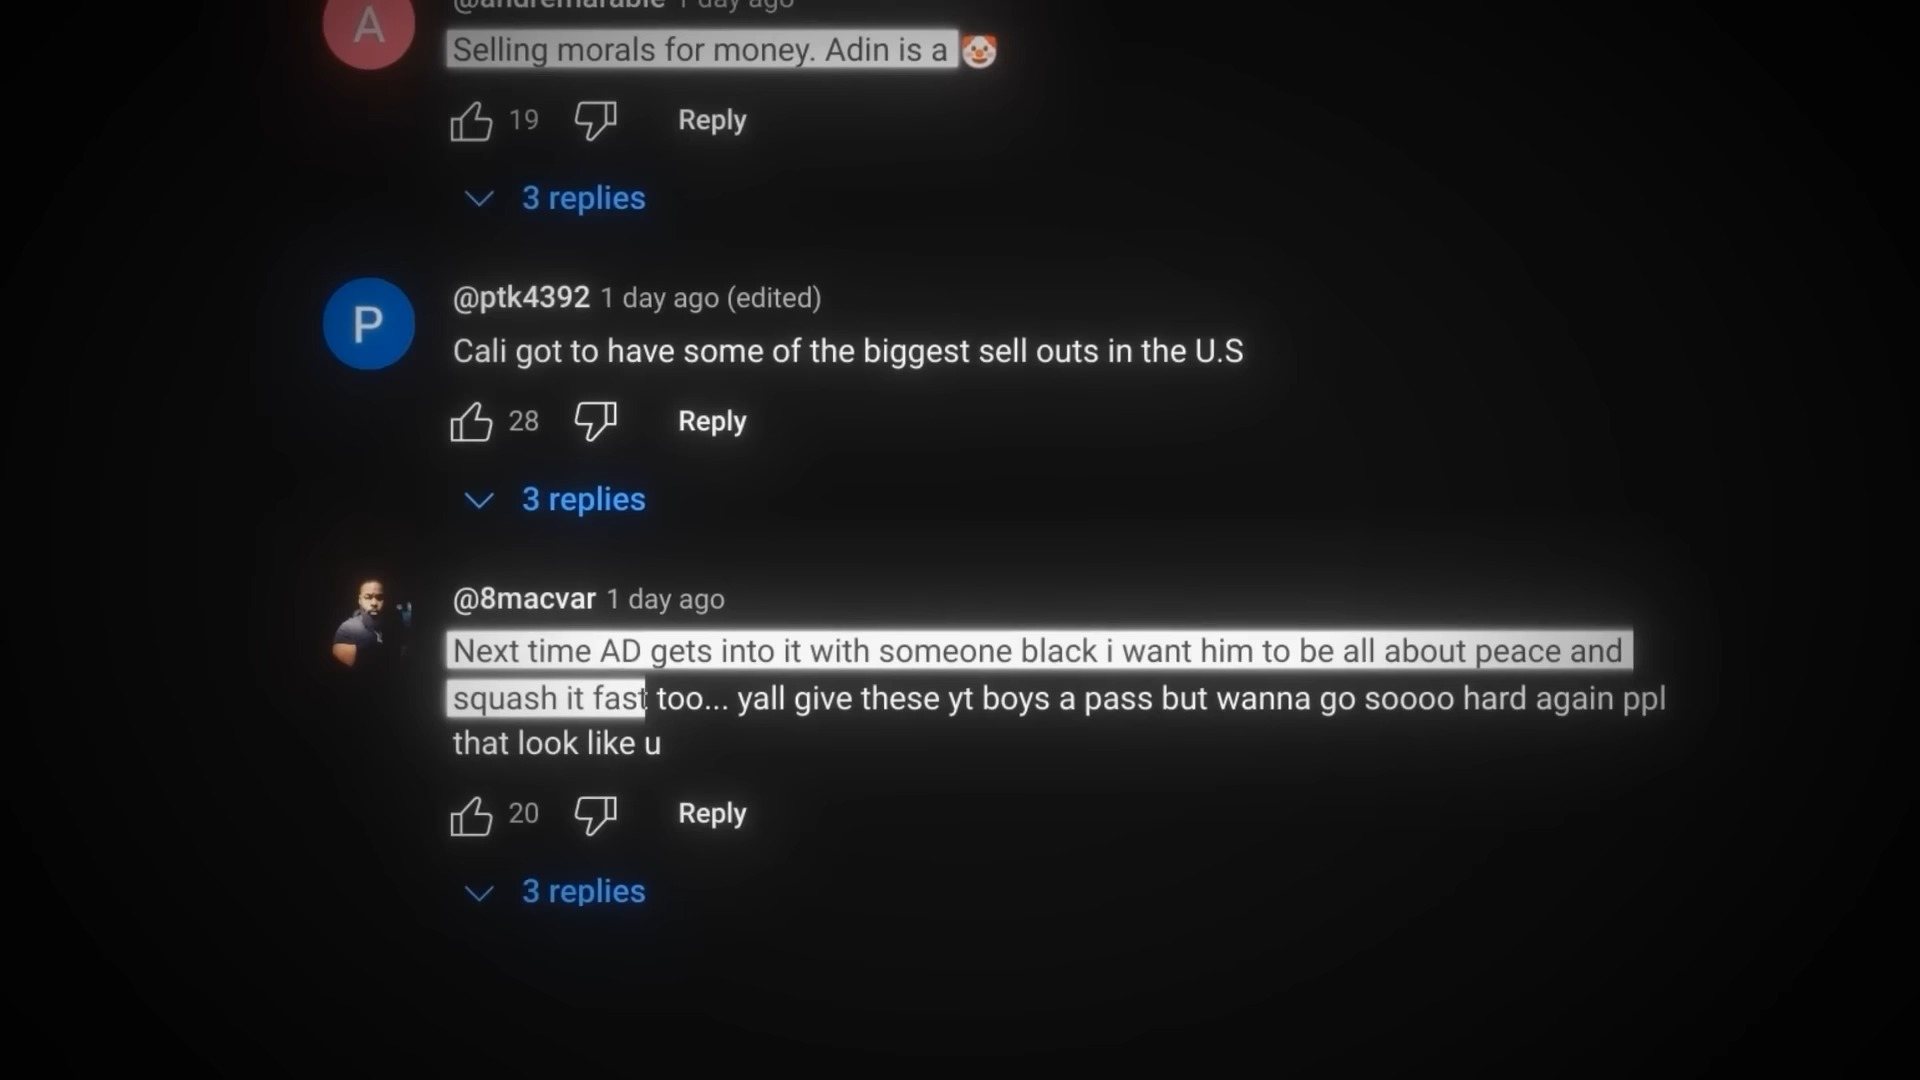 A
@andremarable 1 day ago
Selling morals for money. Adin is a 🤡
19 Reply
3 replies
P
@ptk4392 1 day ago (edited)
Cali got to have some of the biggest sell outs in the U.S
28 Reply
3 replies
@8macvar 1 day ago
Next time AD gets into it with someone black i want him to be all about peace and
squash it fast too... yall give these yt boys a pass but wanna go soooo hard again ppl
that look like u
20 Reply
3 replies